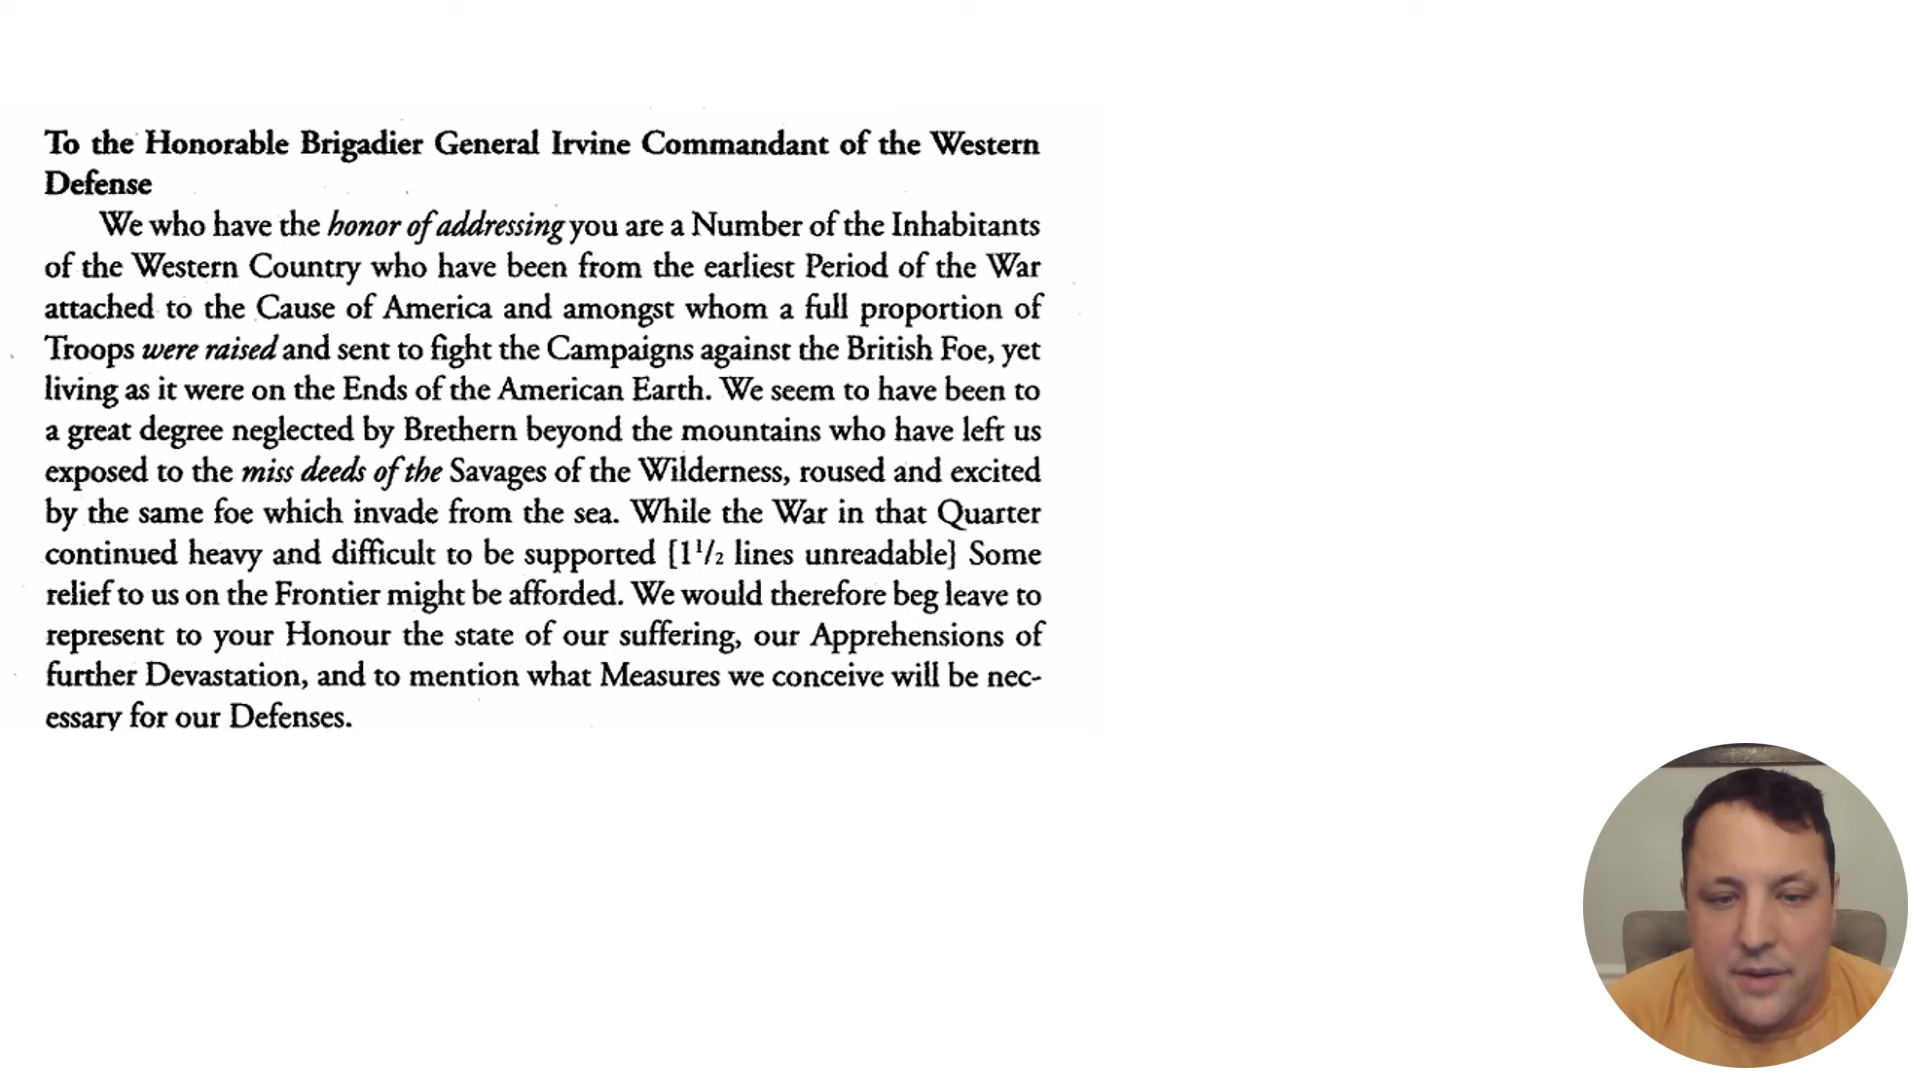 To the Honorable Brigadier General Irvine Commandant of the Western
Defense
We who have the honor of addressing you are a Number of the Inhabitants
of the Western Country who have been from the earliest Period of the War
attached to the Cause of America and amongst whom a full proportion of
Troops were raised and sent to fight the Campaigns against the British Foe, yet
living as it were on the Ends of the American Earth. We seem to have been to
a great degree neglected by Brethern beyond the mountains who have left us
exposed to the miss deeds of the Savages of the Wilderness, roused and excited
by the same foe which invade from the sea. While the War in that Quarter
continued heavy and difficult to be supported [1 1/2 lines unreadable] Some
relief to us on the Frontier might be afforded. We would therefore beg leave to
represent to your Honour the state of our suffering, our Apprehensions of
further Devastation, and to mention what Measures we conceive will be nec-
essary for our Defenses.